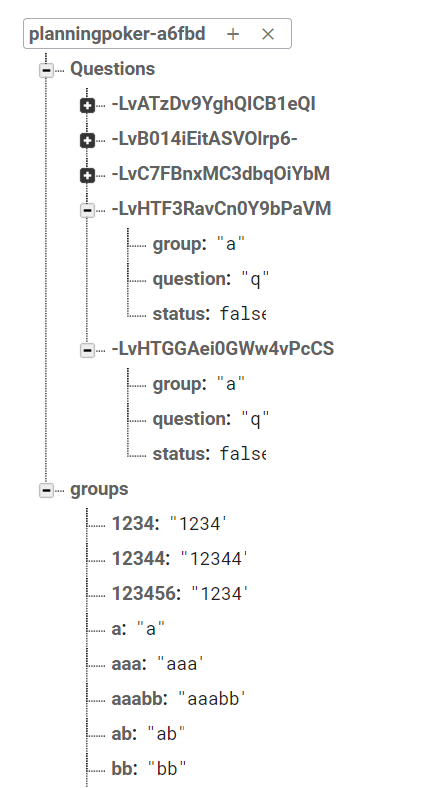 planningpoker-a6fbd + ×
Questions
-LvATzDv9YghQICB1eQI
-LvB014iEitASVOIrp6-
-LvC7FBnxMC3dbqOiYbM
-LvHTF3RavCn0Y9bPaVM
group: "a"
question: "q"
status: false
-LvHTGGAei0GWw4vPcCS
group: "a"
question: "q"
status: false
groups
1234: "1234'
12344: "12344'
123456: "1234'
a: "a"
aaa: "aaa'
aaabb: "aaabb'
ab: "ab"
bb: "bb"